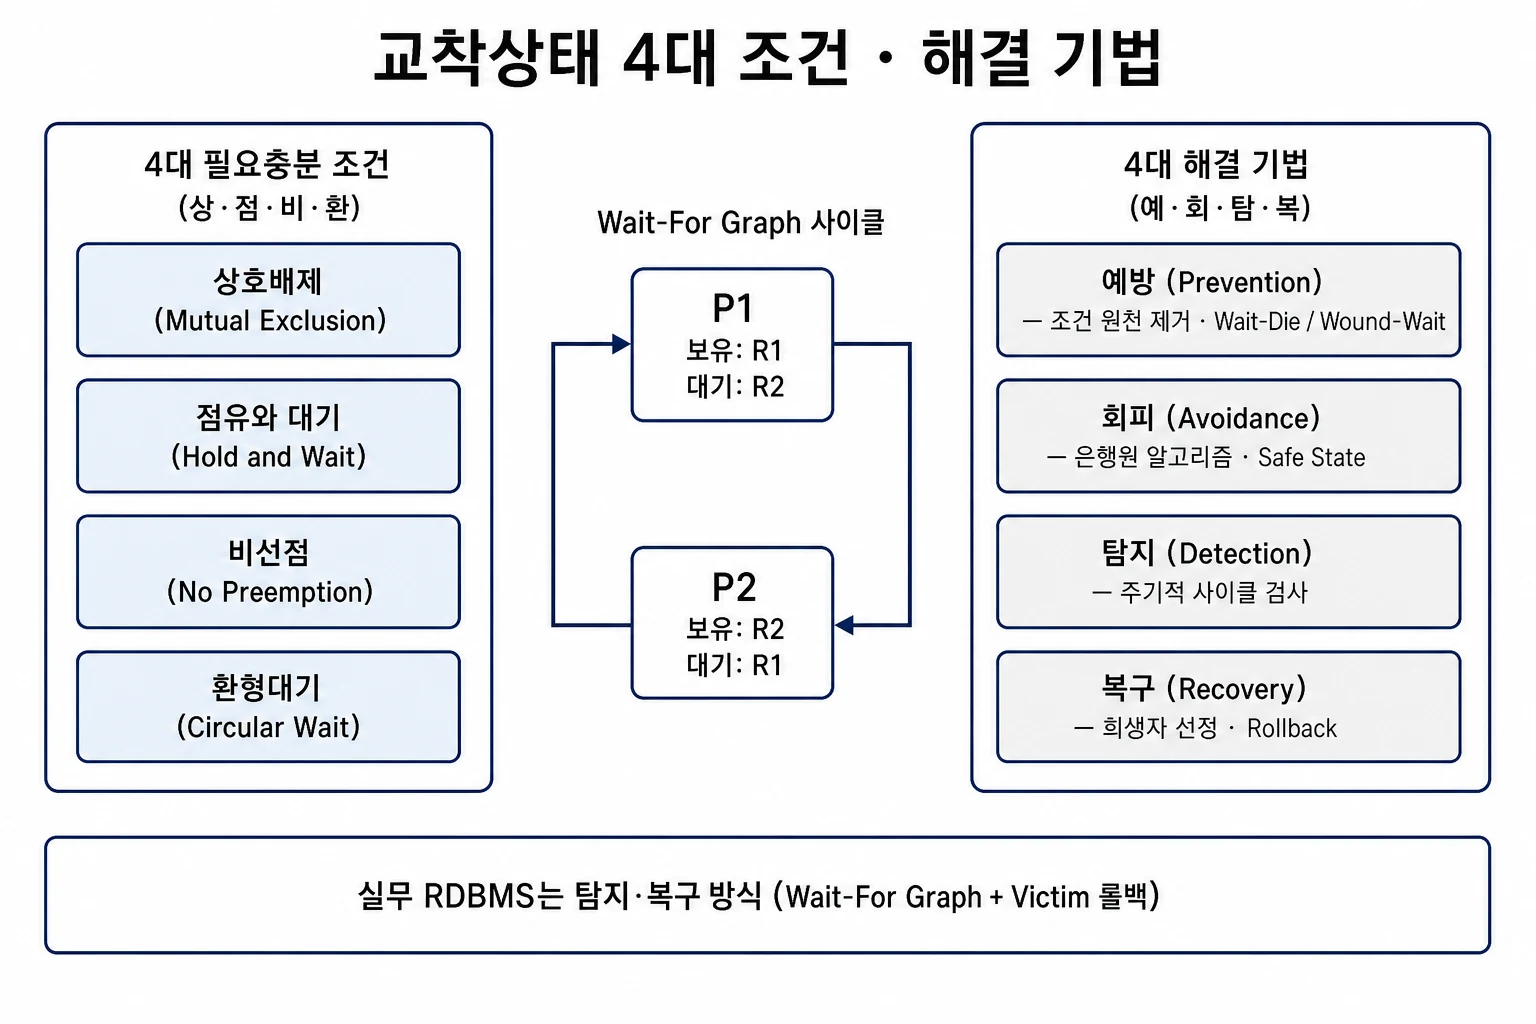 교착상태 4대 조건 · 해결 기법
4대 필요충분 조건
(상 · 점 · 비 · 환)
상호배제
(Mutual Exclusion)
점유와 대기
(Hold and Wait)
비선점
(No Preemption)
환형대기
(Circular Wait)
Wait-For Graph 사이클
P1
보유: R1
대기: R2
P2
보유: R2
대기: R1
4대 해결 기법
(예 · 회 · 탐 · 복)
예방 (Prevention)
— 조건 원천 제거 · Wait-Die / Wound-Wait
회피 (Avoidance)
— 은행원 알고리즘 · Safe State
탐지 (Detection)
— 주기적 사이클 검사
복구 (Recovery)
— 희생자 선정 · Rollback
실무 RDBMS는 탐지·복구 방식 (Wait-For Graph + Victim 롤백)